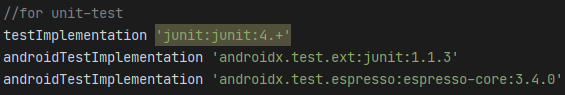 //for unit-test
testImplementation 'junit:junit:4.+'
androidTestImplementation 'androidx.test.ext:junit:1.1.3'
androidTestImplementation 'androidx.test.espresso:espresso-core:3.4.0'